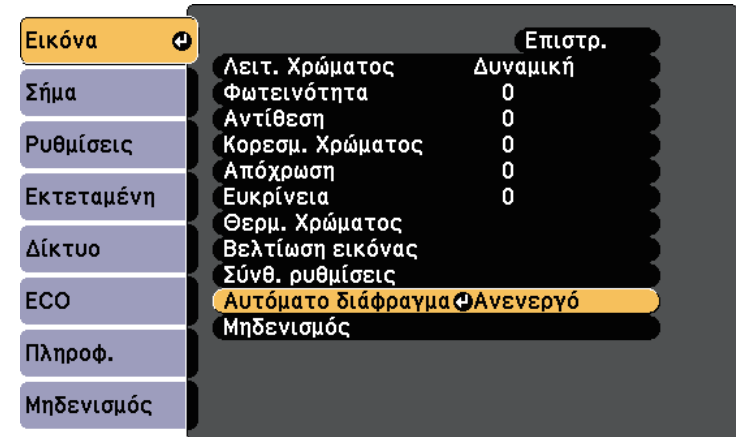 Εικόνα
Σήμα
Ρυθμίσεις
Εκτεταμένη
Δίκτυο
ECO
Πληροφ.
Μηδενισμός
Επιστρ.
Λειτ. Χρώματος Δυναμική
Φωτεινότητα 0
Αντίθεση 0
Κορεσμ. Χρώματος 0
Απόχρωση 0
Ευκρίνεια 0
Θερμ. Χρώματος
Βελτίωση εικόνας
Σύνθ. ρυθμίσεις
Αυτόματο διάφραγμα Ανενεργό
Μηδενισμός